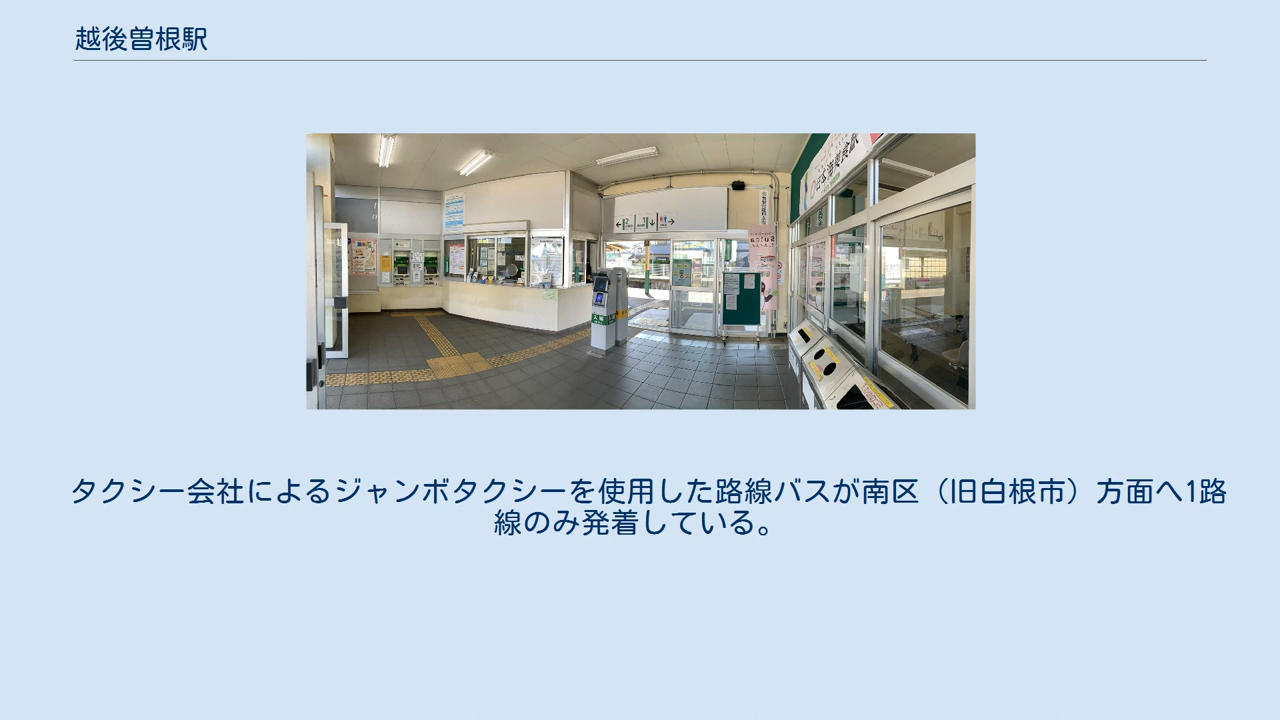 越後曽根駅
タクシー会社によるジャンボタクシーを使用した路線バスが南区（旧白根市）方面へ1路
線のみ発着している。